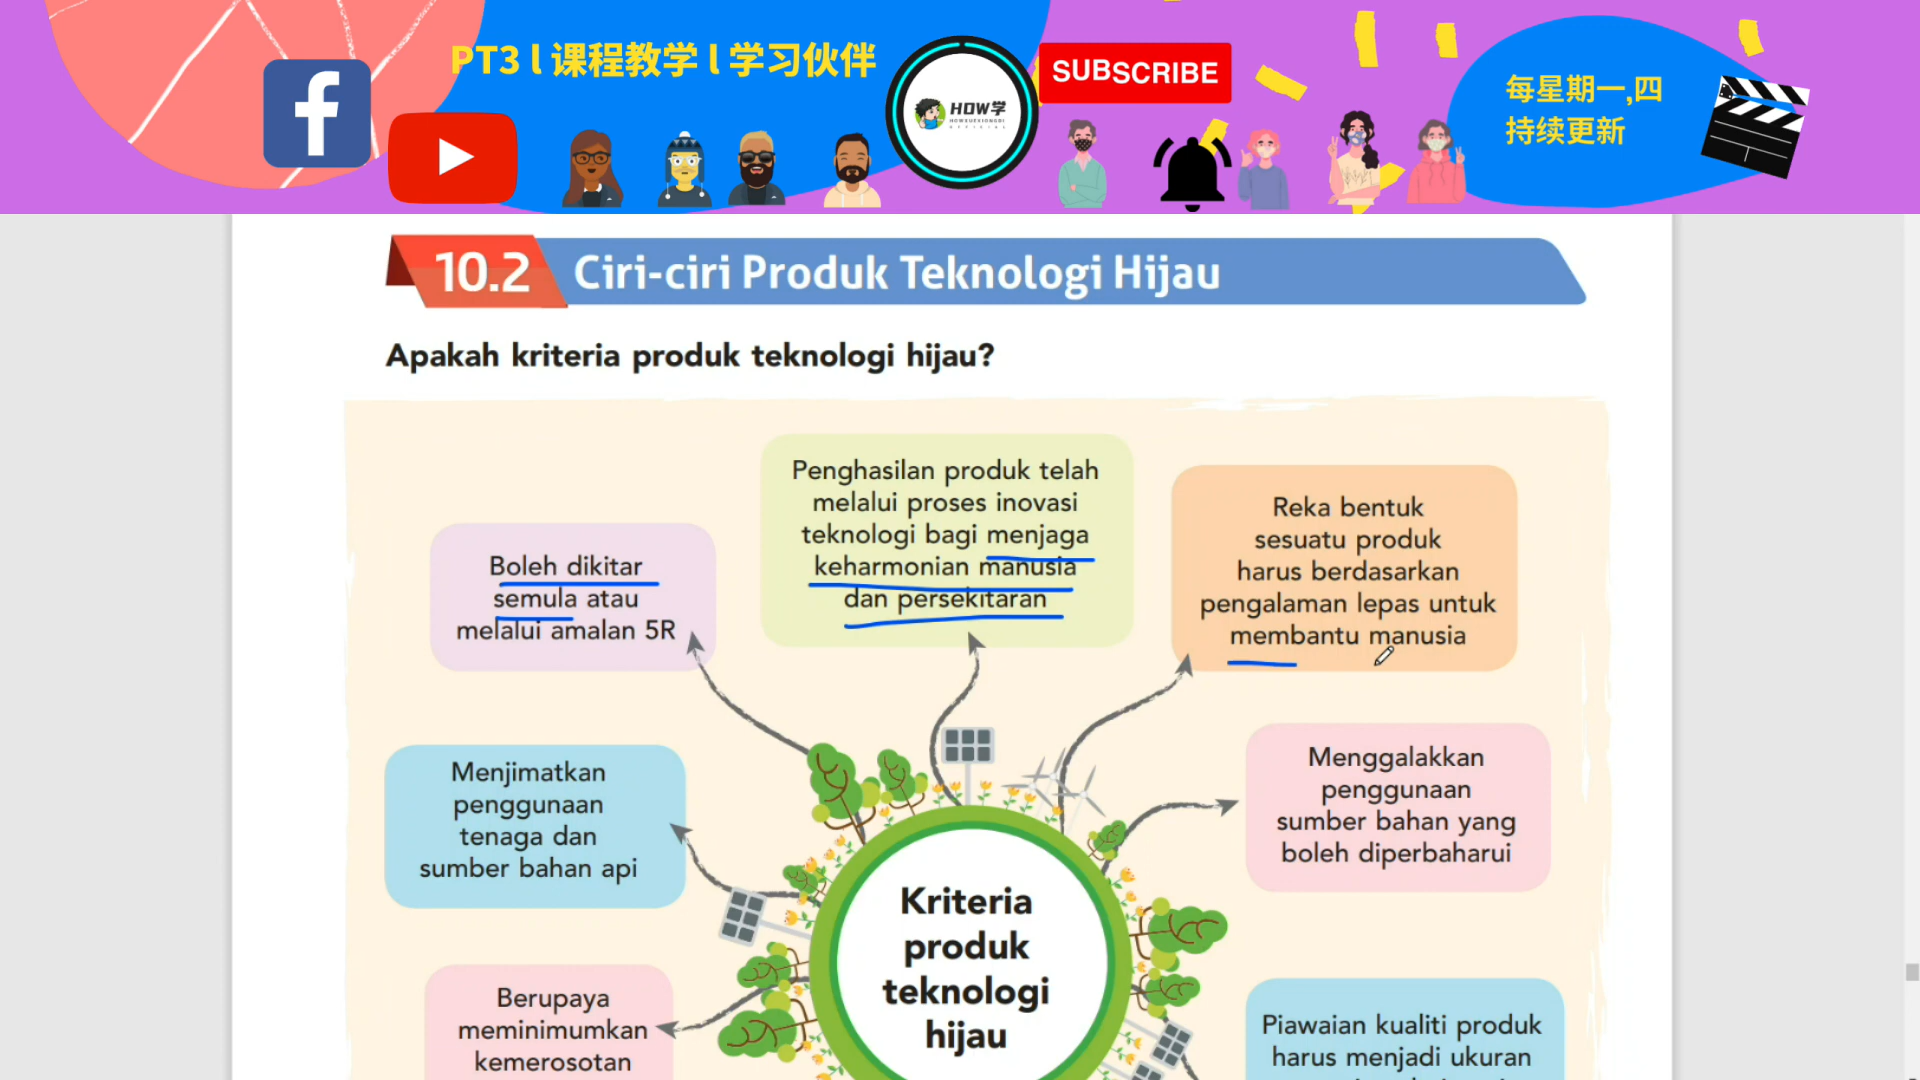 PT3 l 课程教学 l 学习伙伴
HOW学
SUBSCRIBE
每星期一,四
持续更新
10.2 Ciri-ciri Produk Teknologi Hijau
Apakah kriteria produk teknologi hijau?
Boleh dikitar
semula atau
melalui amalan 5R
Penghasilan produk telah
melalui proses inovasi
teknologi bagi menjaga
keharmonian manusia
dan persekitaran
Reka bentuk
sesuatu produk
harus berdasarkan
pengalaman lepas untuk
membantu manusia
Menjimatkan
penggunaan
tenaga dan
sumber bahan api
Menggalakkan
penggunaan
sumber bahan yang
boleh diperbaharui
Kriteria
produk
teknologi
hijau
Berupaya
meminimumkan
kemerosotan
Piawaian kualiti produk
harus menjadi ukuran